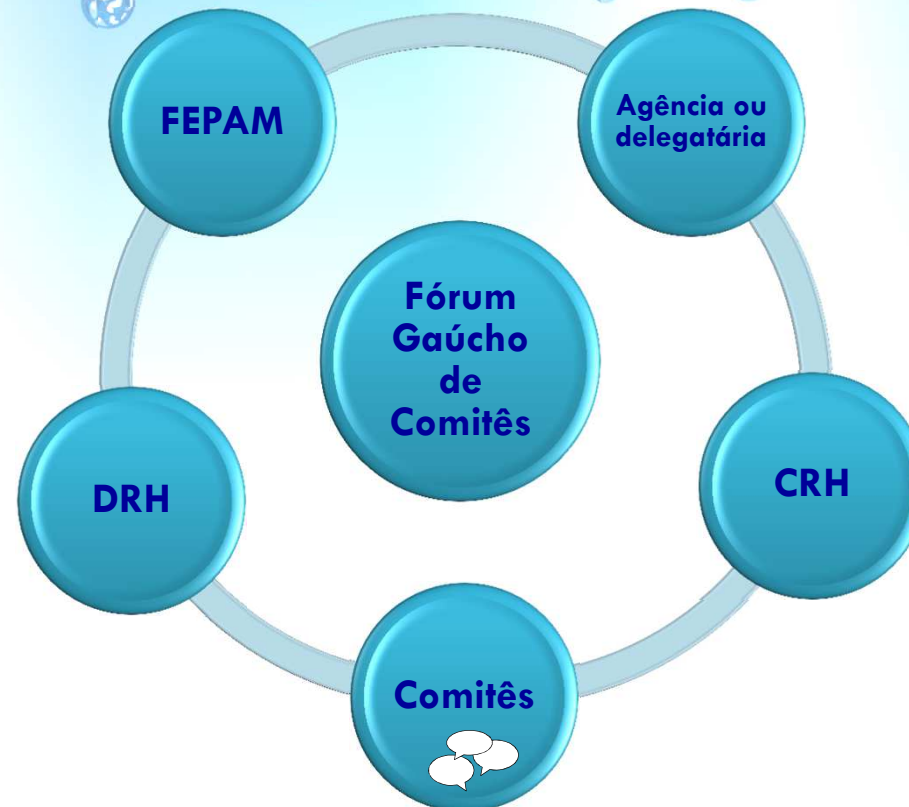 FEPAM
Agência ou
delegatária
Fórum
Gaúcho
de
Comitês
DRH
CRH
Comitês